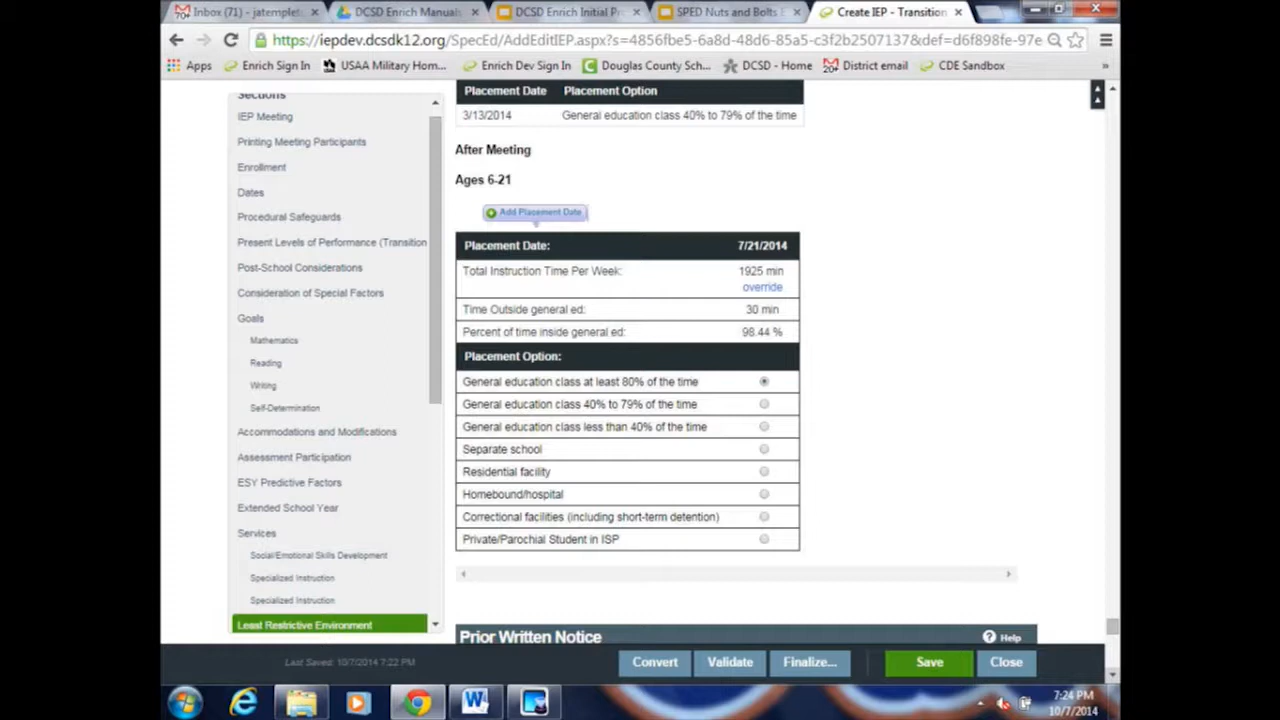 Inbox (71) - jatemplet
DCSD Enrich Manuals
DCSD Enrich Initial Pr
SPED Nuts and Bolts E
Create IEP - Transition
https://iepdev.dcsdk12.org/SpecEd/AddEditIEP.aspx?s=4856fbe5-6a8d-48d6-85a5-c3f2b2507137&def=d6f898fe-97e
Apps
Enrich Sign In
USAA Military Hom...
Enrich Dev Sign In
Douglas County Sch...
DCSD - Home
District email
CDE Sandbox
»
Sections
IEP Meeting
Printing Meeting Participants
Enrollment
Dates
Procedural Safeguards
Present Levels of Performance (Transition
Post-School Considerations
Consideration of Special Factors
Goals
Mathematics
Reading
Writing
Self-Determination
Accommodations and Modifications
Assessment Participation
ESY Predictive Factors
Extended School Year
Services
Social/Emotional Skills Development
Specialized Instruction
Specialized Instruction
Least Restrictive Environment
Placement Date Placement Option
3/13/2014 General education class 40% to 79% of the time
After Meeting
Ages 6-21
Add Placement Date
Placement Date: 7/21/2014
Total Instruction Time Per Week: 1925 min
override
Time Outside general ed: 30 min
Percent of time inside general ed: 98.44 %
Placement Option:
General education class at least 80% of the time
General education class 40% to 79% of the time
General education class less than 40% of the time
Separate school
Residential facility
Homebound/hospital
Correctional facilities (including short-term detention)
Private/Parochial Student in ISP
Prior Written Notice
Help
Last Saved: 10/7/2014 7:22 PM
Convert
Validate
Finalize...
Save
Close
7:24 PM
10/7/2014